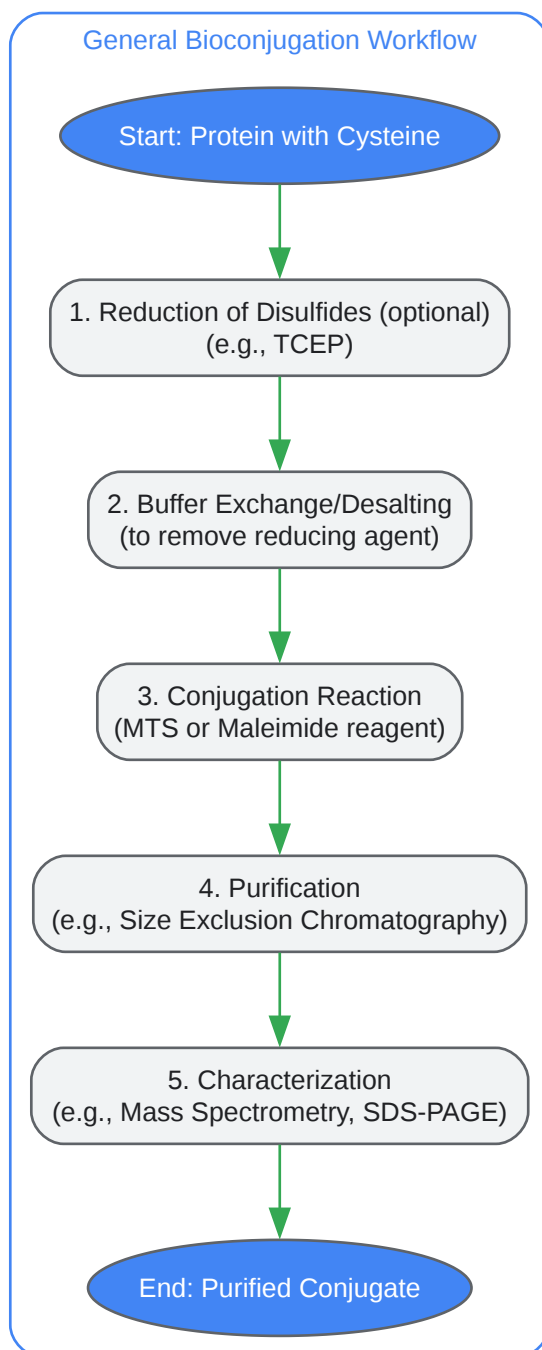 General Bioconjugation Workflow
Start: Protein with Cysteine
1. Reduction of Disulfides (optional)
(e.g., TCEP)
2. Buffer Exchange/Desalting
(to remove reducing agent)
3. Conjugation Reaction
(MTS or Maleimide reagent)
4. Purification
(e.g., Size Exclusion Chromatography)
5. Characterization
(e.g., Mass Spectrometry, SDS-PAGE)
End: Purified Conjugate